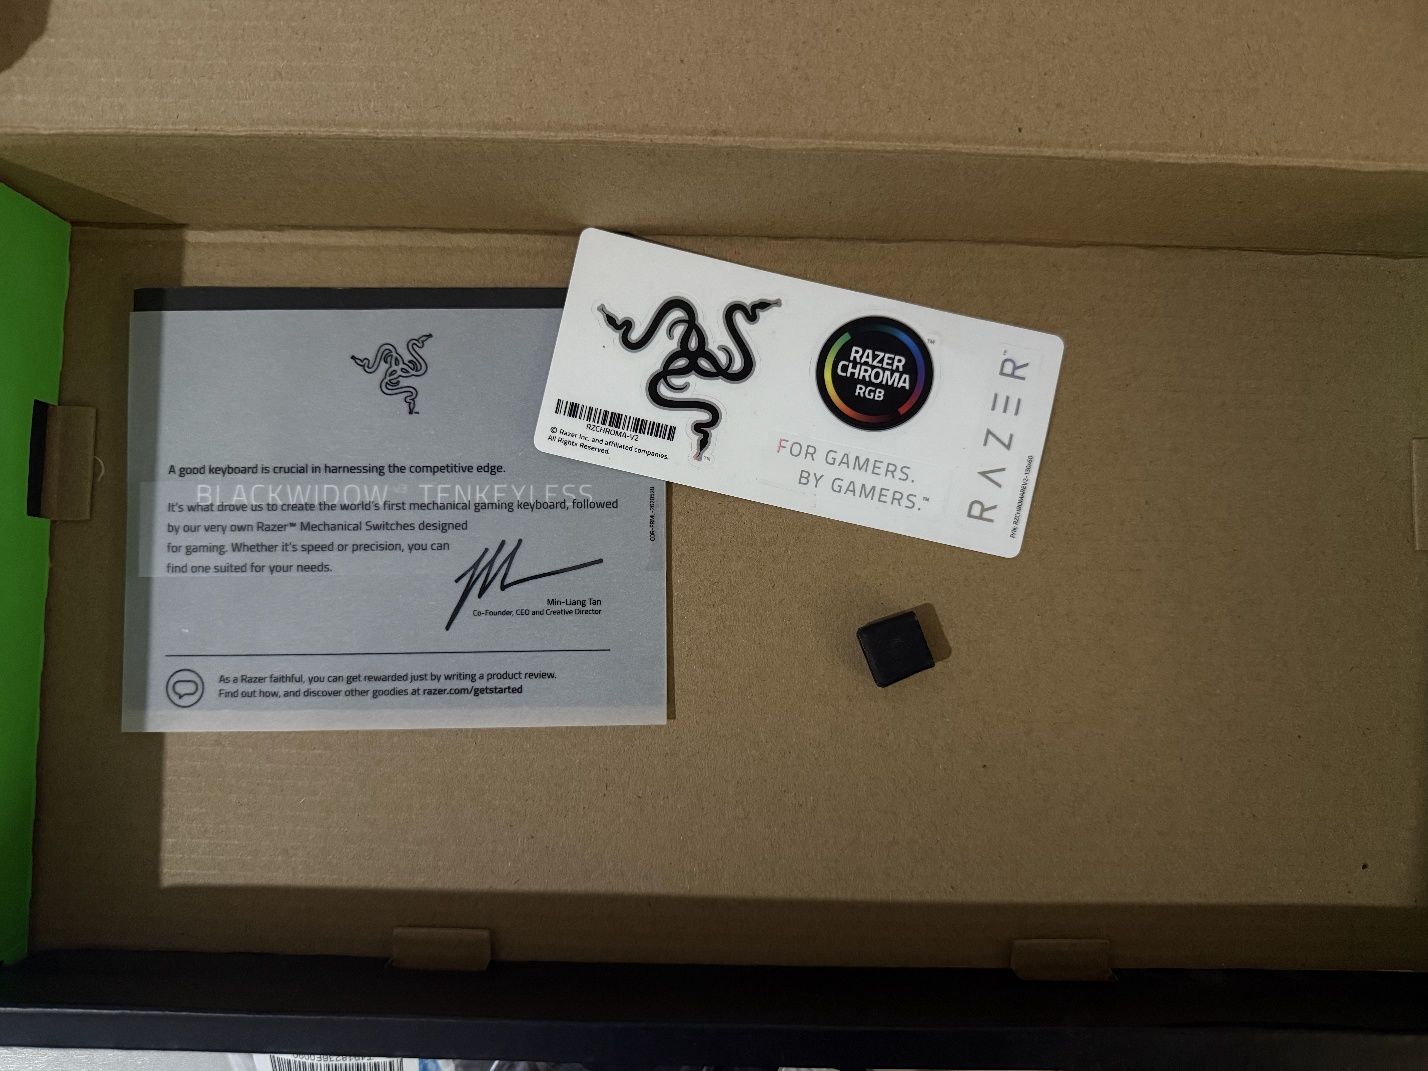 A good keyboard is crucial in harnessing the competitive edge.
BLACKWIDOW V3 TENKEYLESS
It's what drove us to create the world's first mechanical gaming keyboard, followed
by our very own Razer™ Mechanical Switches designed
for gaming. Whether it's speed or precision, you can
find one suited for your needs.
Min-Liang Tan
Co-Founder, CEO and Creative Director
As a Razer faithful, you can get rewarded just by writing a product review.
Find out how, and discover other goodies at razer.com/getstarted
RZCHROMA-V2
© Razer Inc. and affiliated companies.
All Rights Reserved.
™
RAZER
CHROMA
RGB
™
FOR GAMERS.
BY GAMERS.™
RAZER™